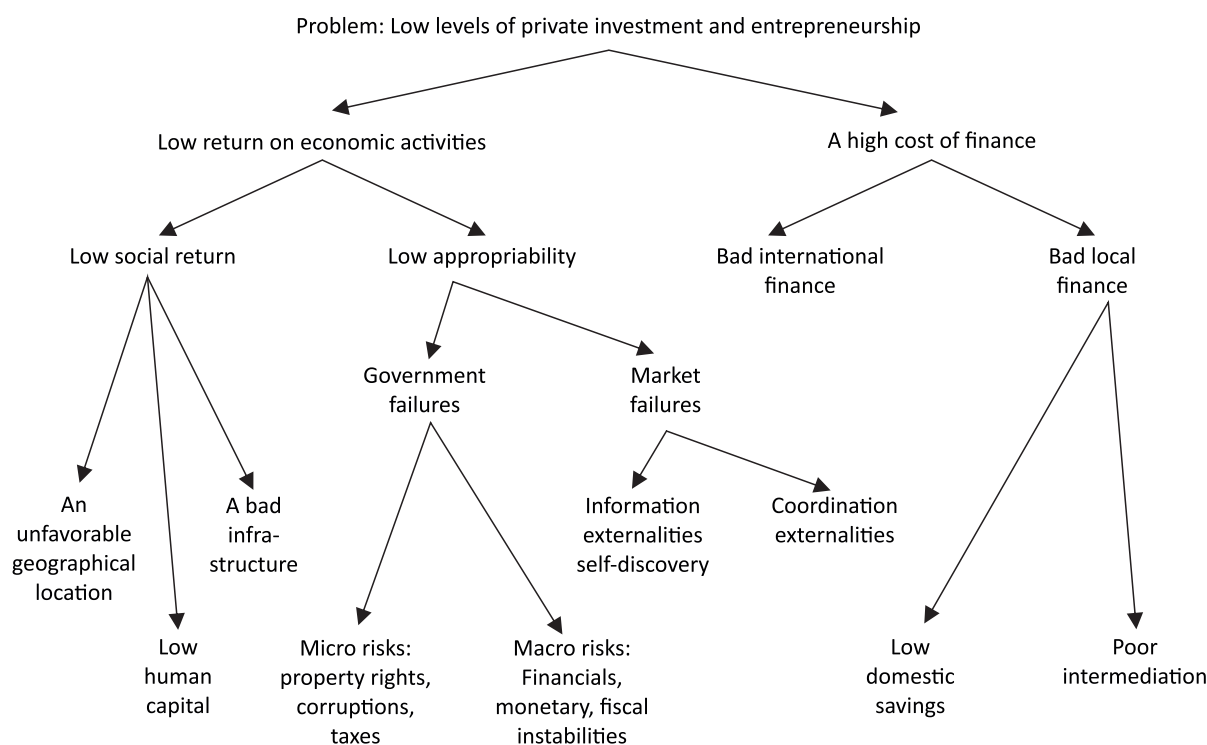 Problem: Low levels of private investment and entrepreneurship
Low return on economic activities
A high cost of finance
Low social return
Low appropriability
Bad international
finance
Bad local
finance
Government
failures
Market
failures
An
unfavorable
geographical
location
A bad
infra-
structure
Information
externalities
self-discovery
Coordination
externalities
Low
human
capital
Micro risks:
property rights,
corruptions,
taxes
Macro risks:
Financials,
monetary, fiscal
instabilities
Low
domestic
savings
Poor
intermediation